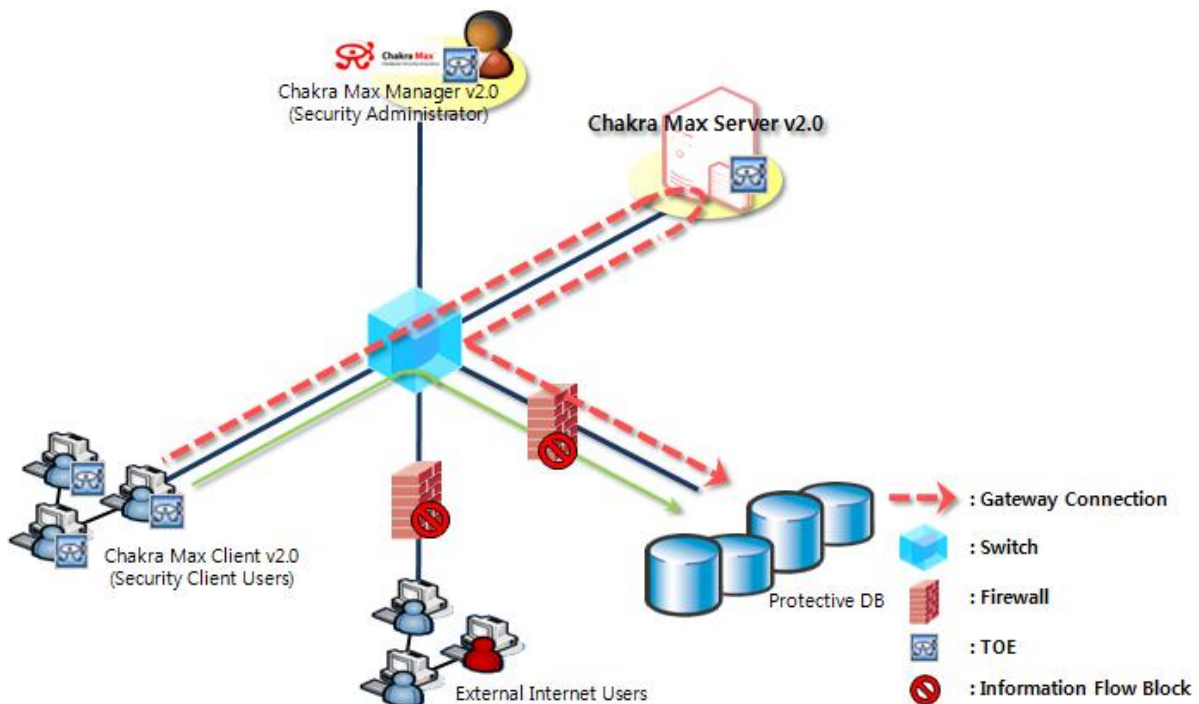 Chakra Max
Chakra Max Manager v2.0
(Security Administrator)
Chakra Max Server v2.0
Chakra Max Client v2.0
(Security Client Users)
External Internet Users
Protective DB
: Gateway Connection
: Switch
: Firewall
: TOE
: Information Flow Block